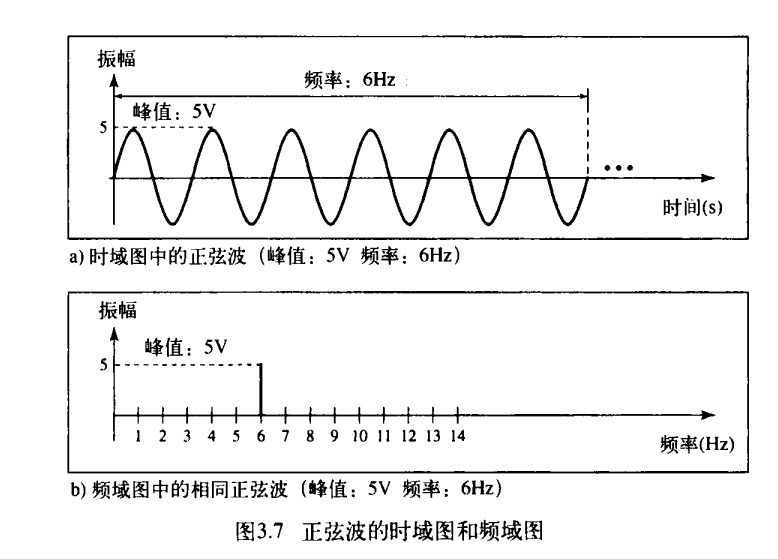 振幅
频率：6Hz
峰值：5V
5
•••
时间(s)
a) 时域图中的正弦波（峰值：5V 频率：6Hz）
振幅
峰值：5V
5
1 2 3 4 5 6 7 8 9 10 11 12 13 14
频率(Hz)
b) 频域图中的相同正弦波（峰值：5V 频率：6Hz）
图3.7 正弦波的时域图和频域图